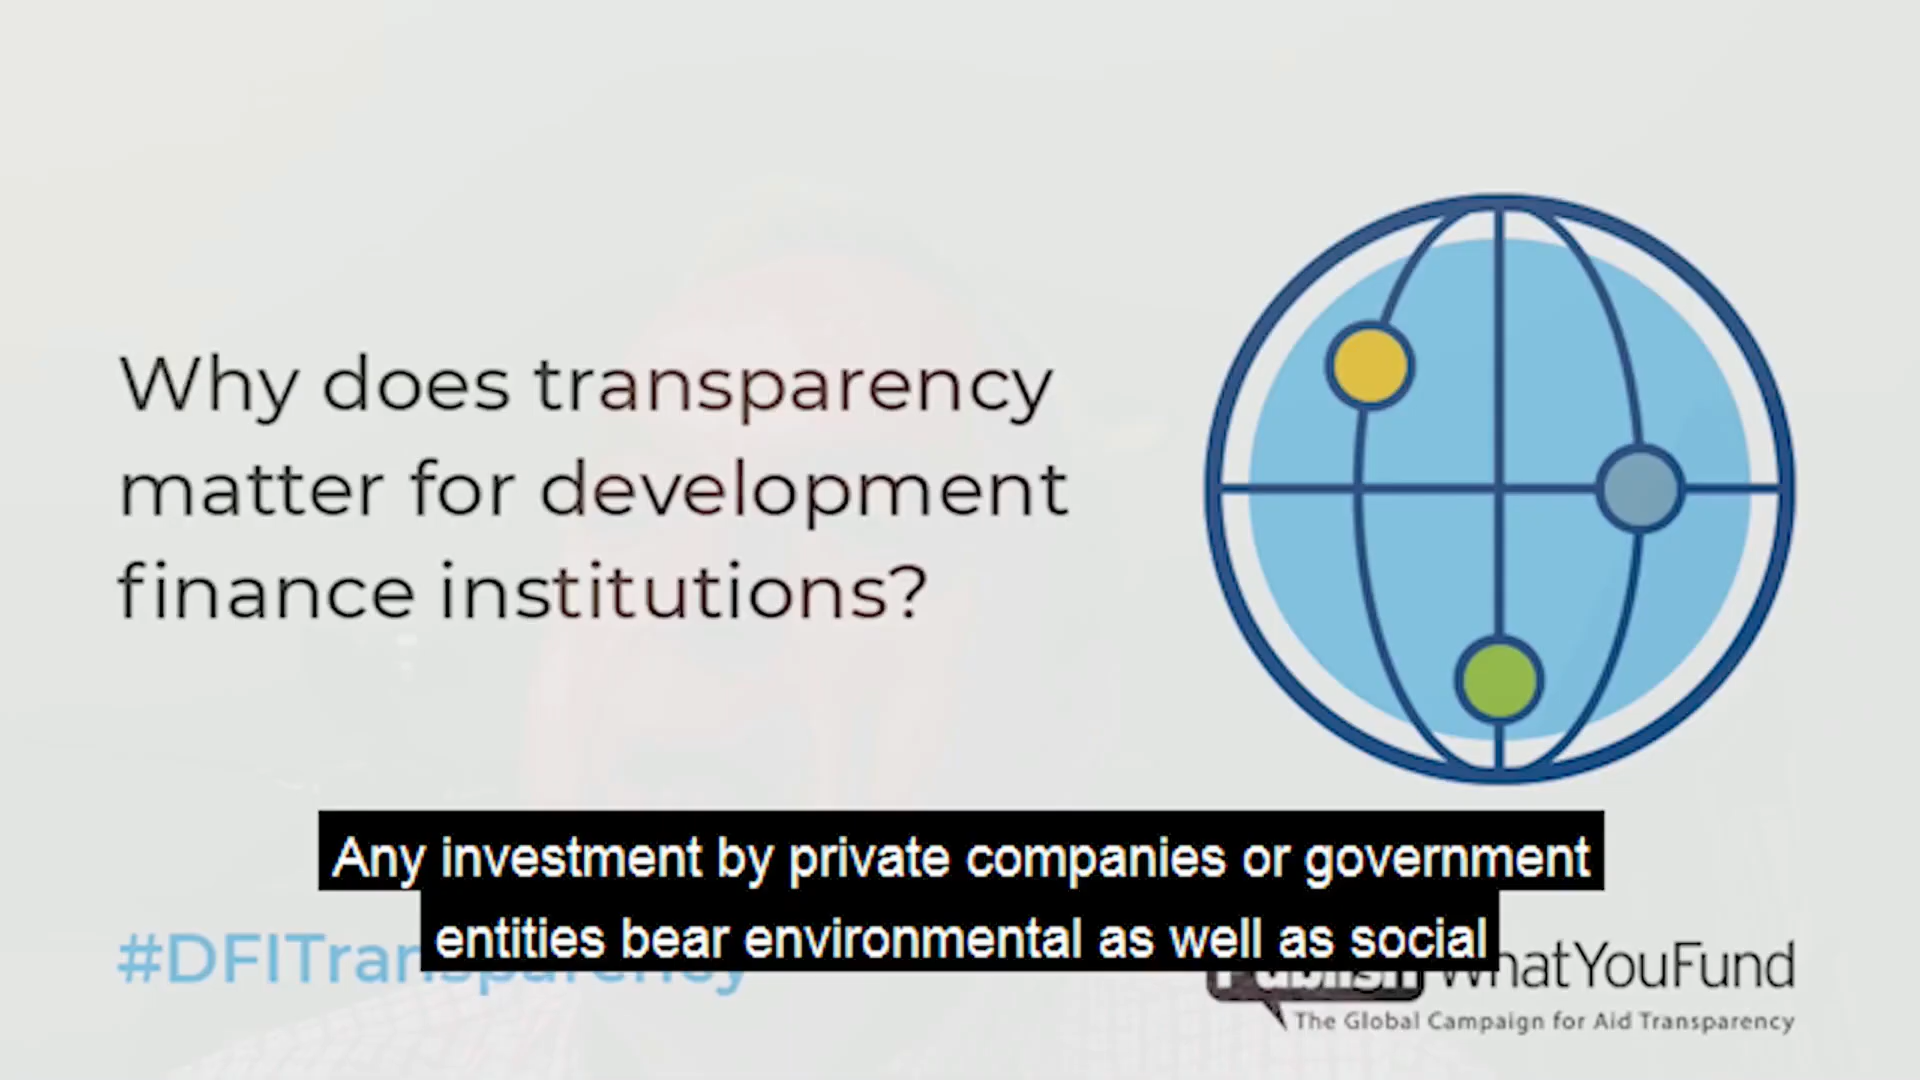 Why does transparency
matter for development
finance institutions?
Any investment by private companies or government
entities bear environmental as well as social
#DFITransparency
Publish WhatYouFund
The Global Campaign for Aid Transparency